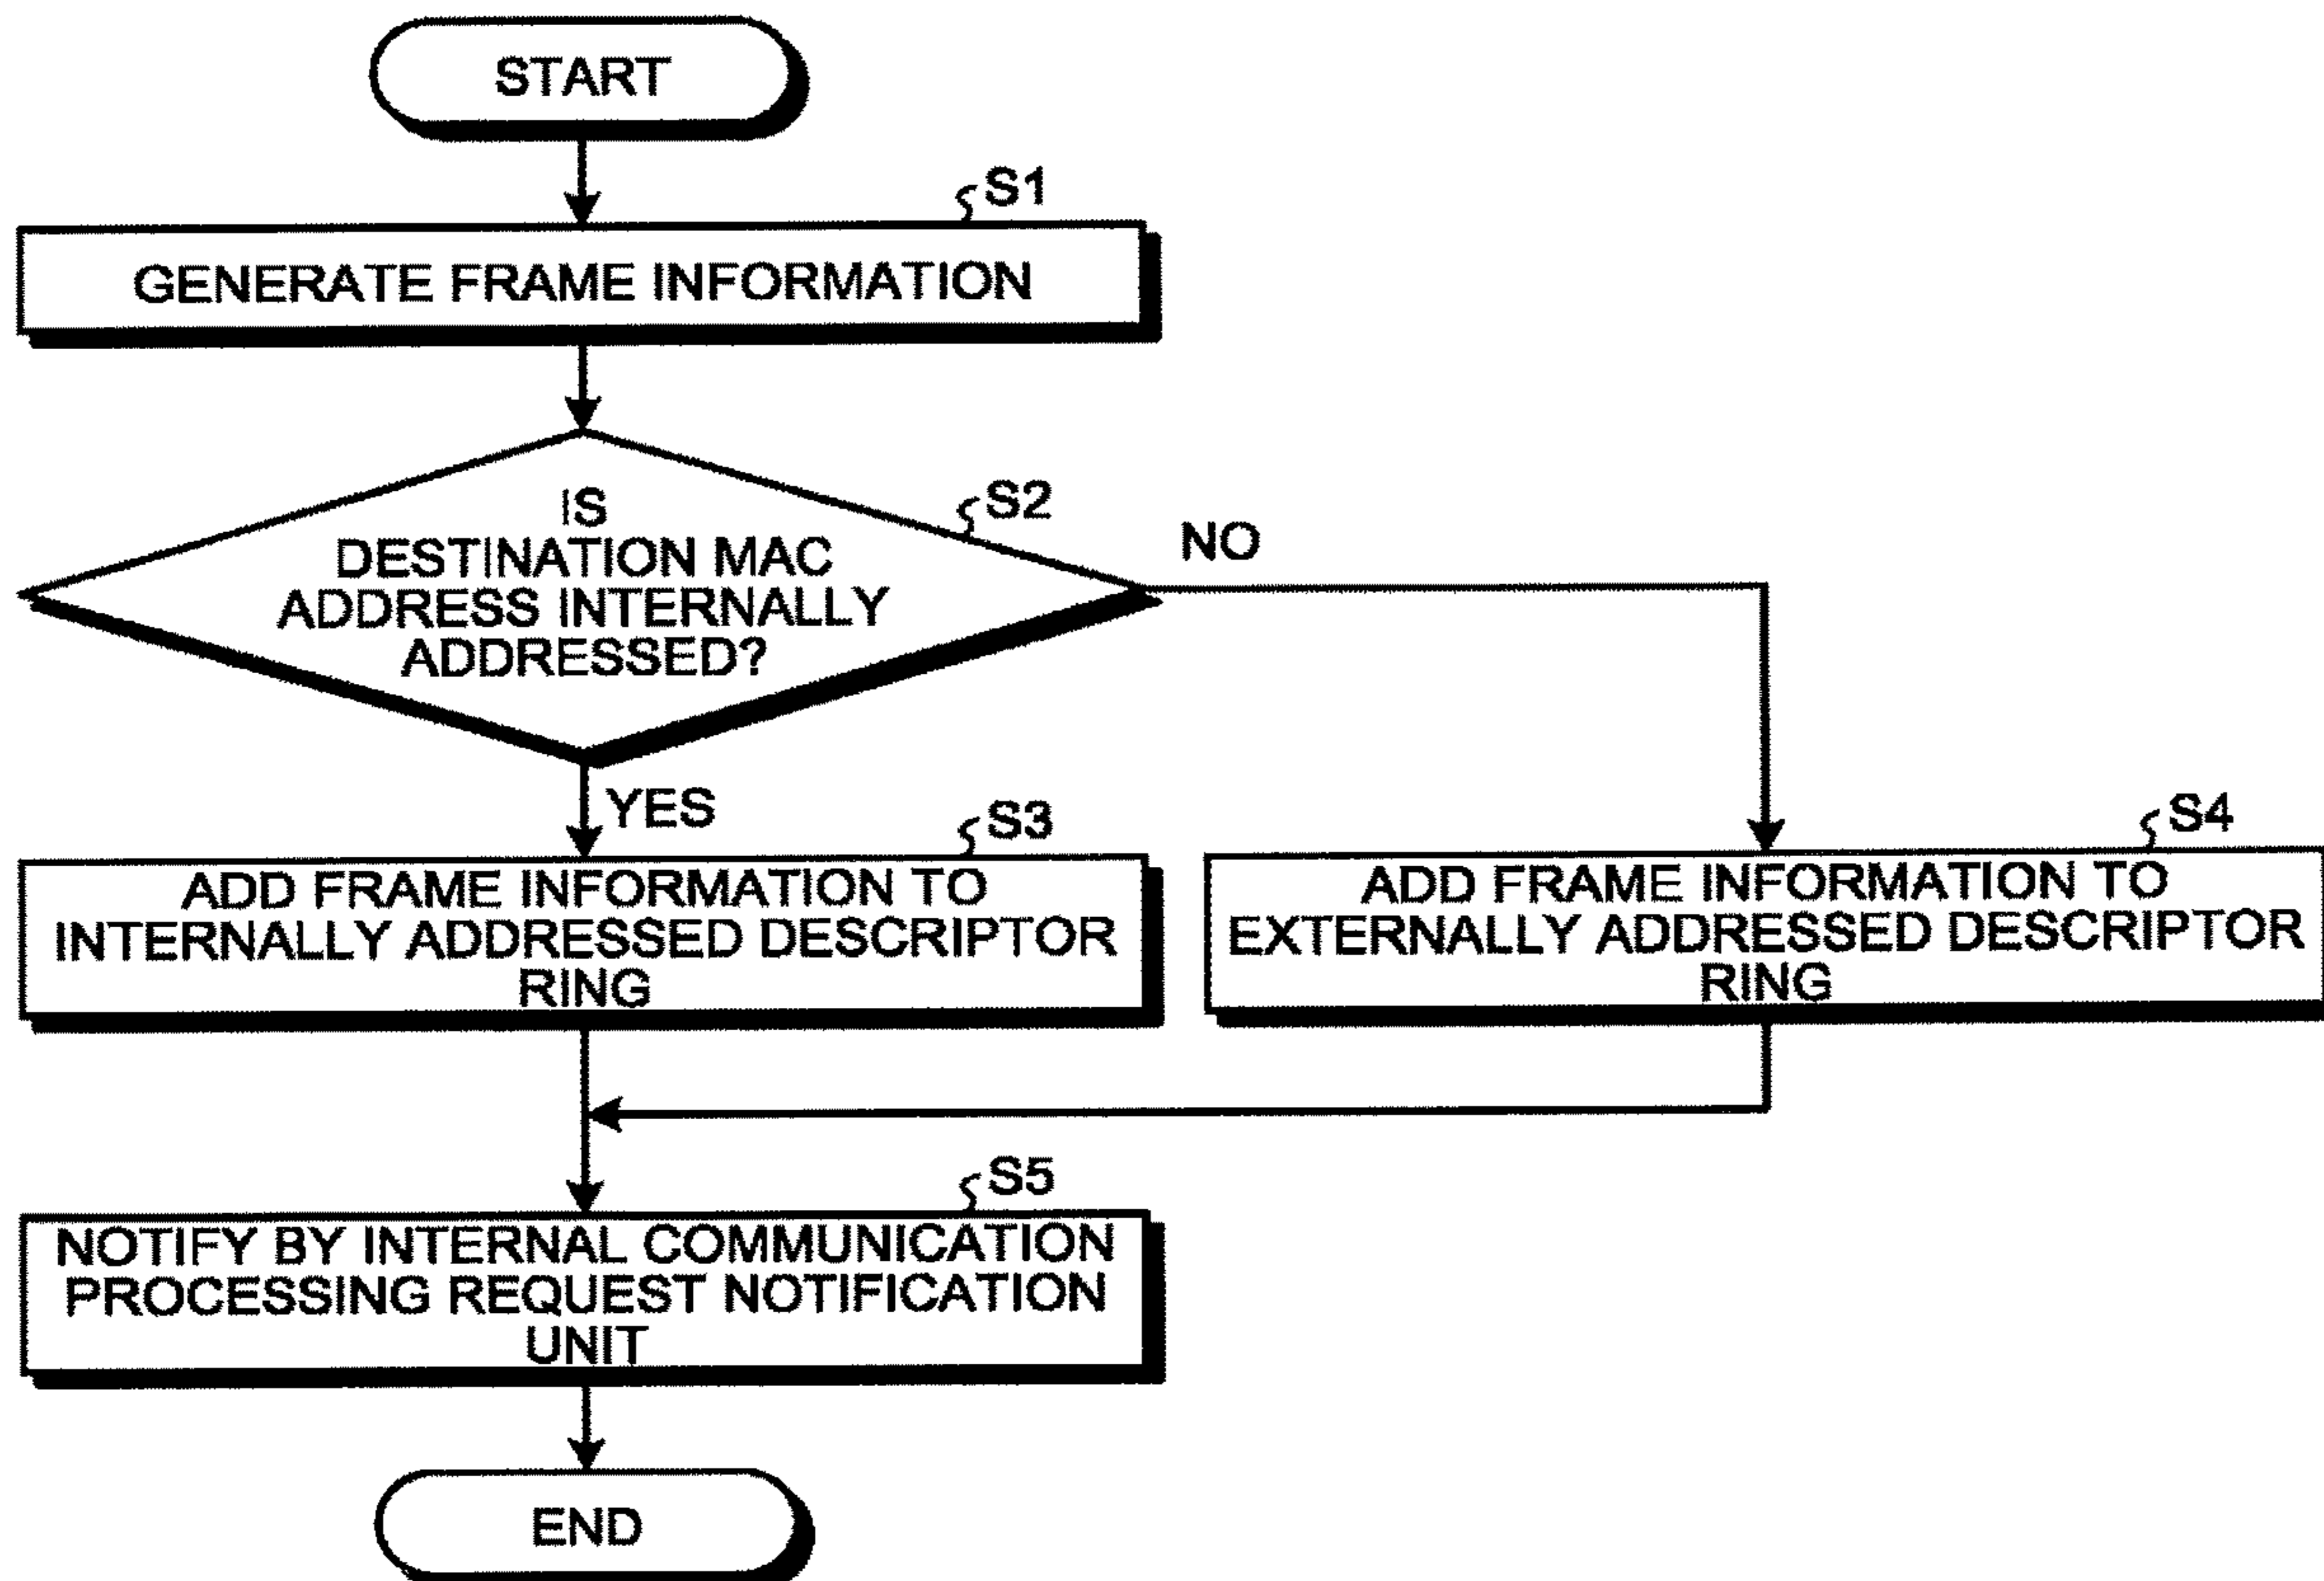 START
S1
GENERATE FRAME INFORMATION
S2
IS
DESTINATION MAC
ADDRESS INTERNALLY
ADDRESSED?
NO
YES
S3
ADD FRAME INFORMATION TO
INTERNALLY ADDRESSED DESCRIPTOR
RING
S4
ADD FRAME INFORMATION TO
EXTERNALLY ADDRESSED DESCRIPTOR
RING
S5
NOTIFY BY INTERNAL COMMUNICATION
PROCESSING REQUEST NOTIFICATION
UNIT
END